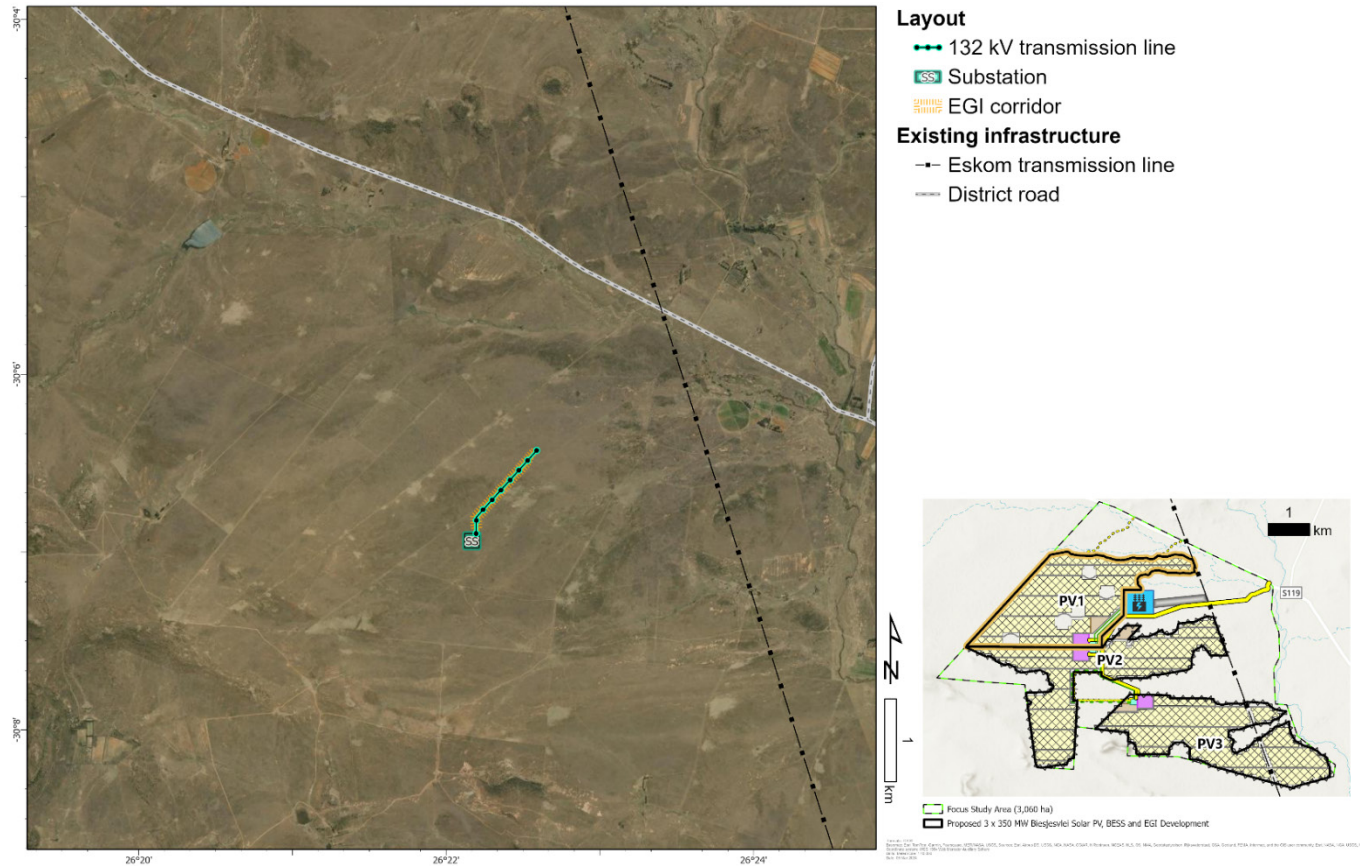 Layout
132 kV transmission line
SS Substation
EGI corridor
Existing infrastructure
Eskom transmission line
District road
-30°4'
-30°6'
-30°8'
26°20'
26°22'
26°24'
SS
N
1
km
1
km
PV1
PV2
PV3
S119
Focus Study Area (3,060 ha)
Proposed 3 x 350 MW Biesjesvlei Solar PV, BESS and EGI Development